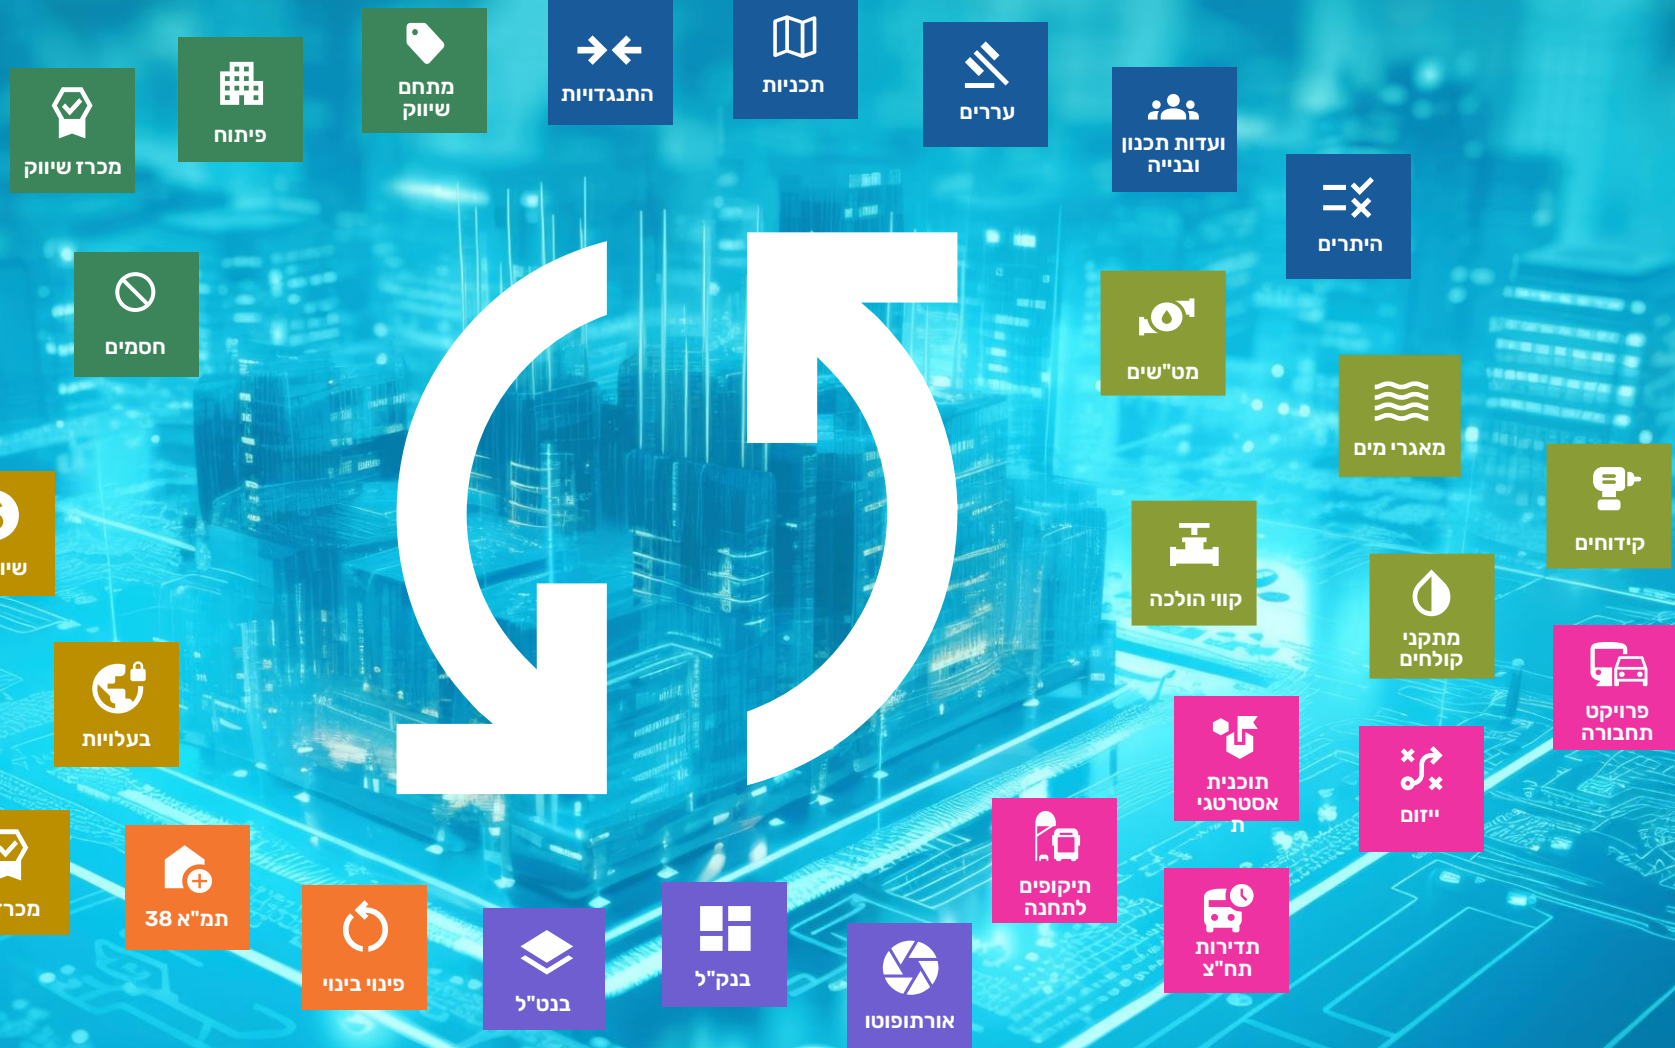 היתרים
ועדות תכנון
ובנייה
עררים
תכניות
התנגדויות
מתחם
שיווק
פיתוח
מכרז שיווק
חסמים
מט"שים
מאגרי מים
קידוחים
קווי הולכה
מתקני
קולחים
פרויקט
תחבורה
תוכנית
אסטרטגי
ת
ייזום
תיקופים
לתחנה
תדירות
תח"צ
אורתופוטו
בנק"ל
בנט"ל
פינוי בינוי
תמ"א 38
בעלויות